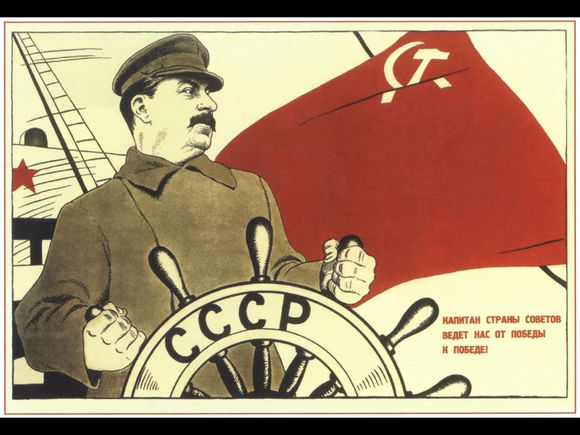 СССР
КАПИТАН СТРАНЫ СОВЕТОВ
ВЕДЕТ НАС ОТ ПОБЕДЫ
К ПОБЕДЕ!